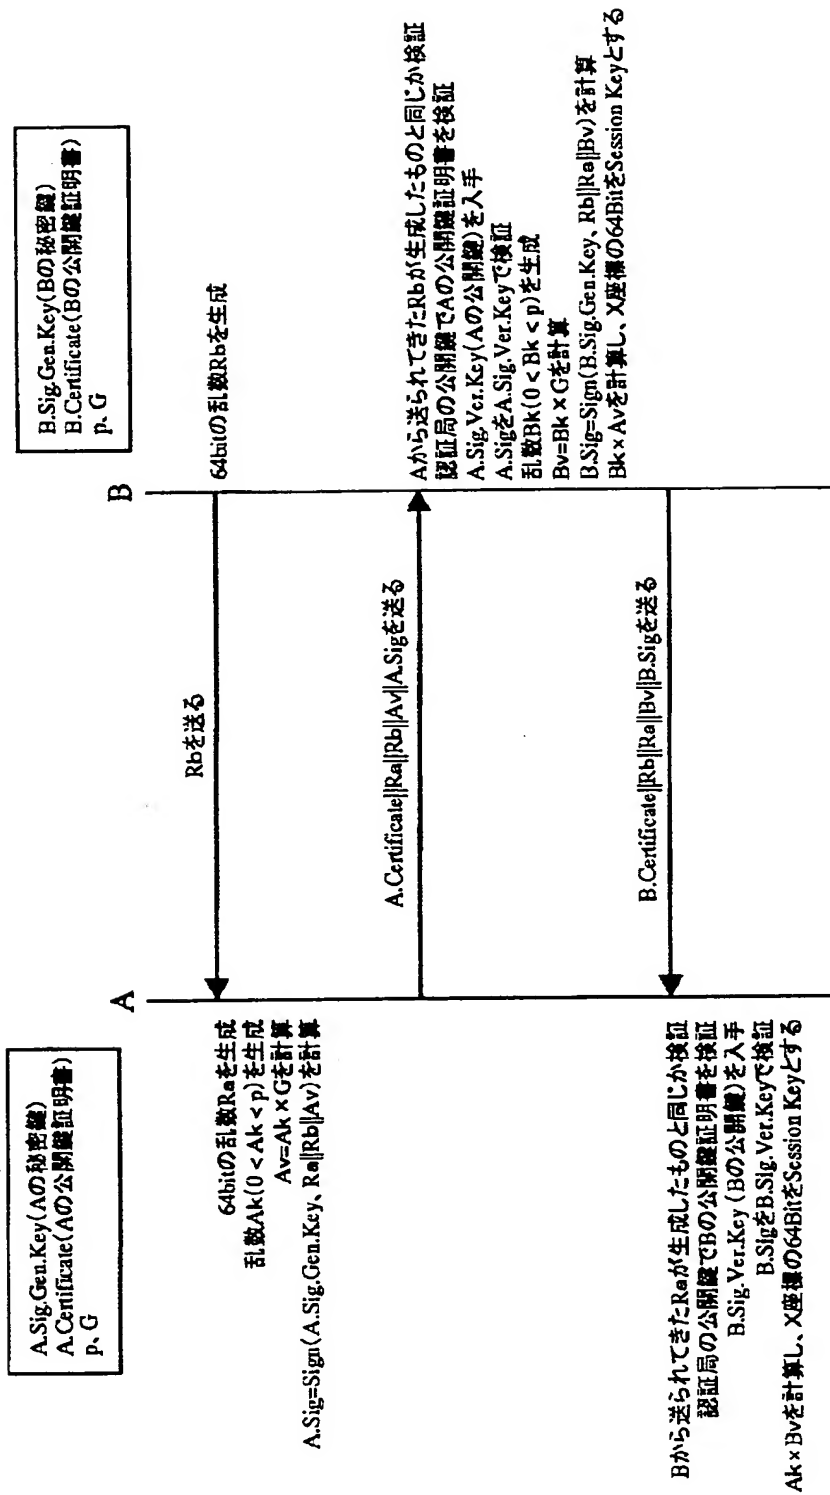 A.Sig.Gen.Key(Aの秘密鍵)
A.Certificate(Aの公開鍵証明書)
p、G
B.Sig.Gen.Key(Bの秘密鍵)
B.Certificate(Bの公開鍵証明書)
p、G
A
B
64bitの乱数Rbを生成
Rbを送る
64bitの乱数Raを生成
乱数Ak(0<Ak<p)を生成
Av=Ak×Gを計算
A.Sig=Sign(A.Sig.Gen.Key、Ra||Rb||Av)を計算
A.Certificate||Ra||Rb||Av||A.Sigを送る
Aから送られてきたRbが生成したものと同じか検証
認証局の公開鍵でAの公開鍵証明書を検証
A.Sig.Ver.Key(Aの公開鍵)を入手
A.SigをA.Sig.Ver.Keyで検証
乱数Bk(0<Bk<p)を生成
Bv=Bk×Gを計算
B.Sig=Sign(B.Sig.Gen.Key、Rb||Ra||Bv)を計算
Bk×Avを計算し、X座標の64BitをSession Keyとする
B.Certificate||Rb||Ra||Bv||B.Sigを送る
Bから送られてきたRaが生成したものと同じか検証
認証局の公開鍵でBの公開鍵証明書を検証
B.Sig.Ver.Key(Bの公開鍵)を入手
B.SigをB.Sig.Ver.Keyで検証
Ak×Bvを計算し、X座標の64BitをSession Keyとする